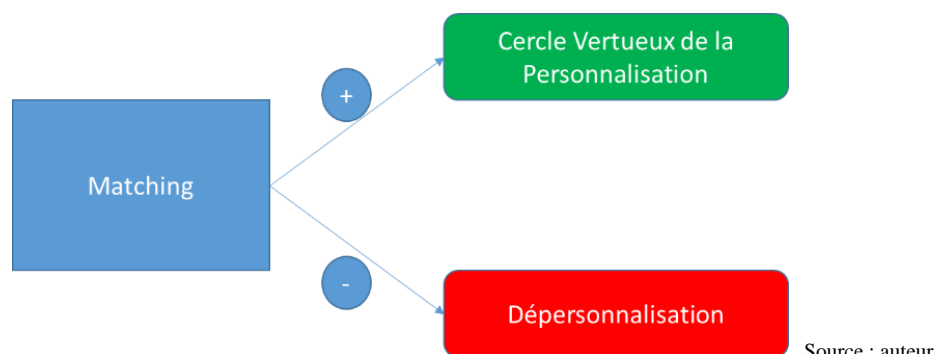 Cercle Vertueux de la
Personnalisation
+
Matching
-
Dépersonnalisation
Source : auteur